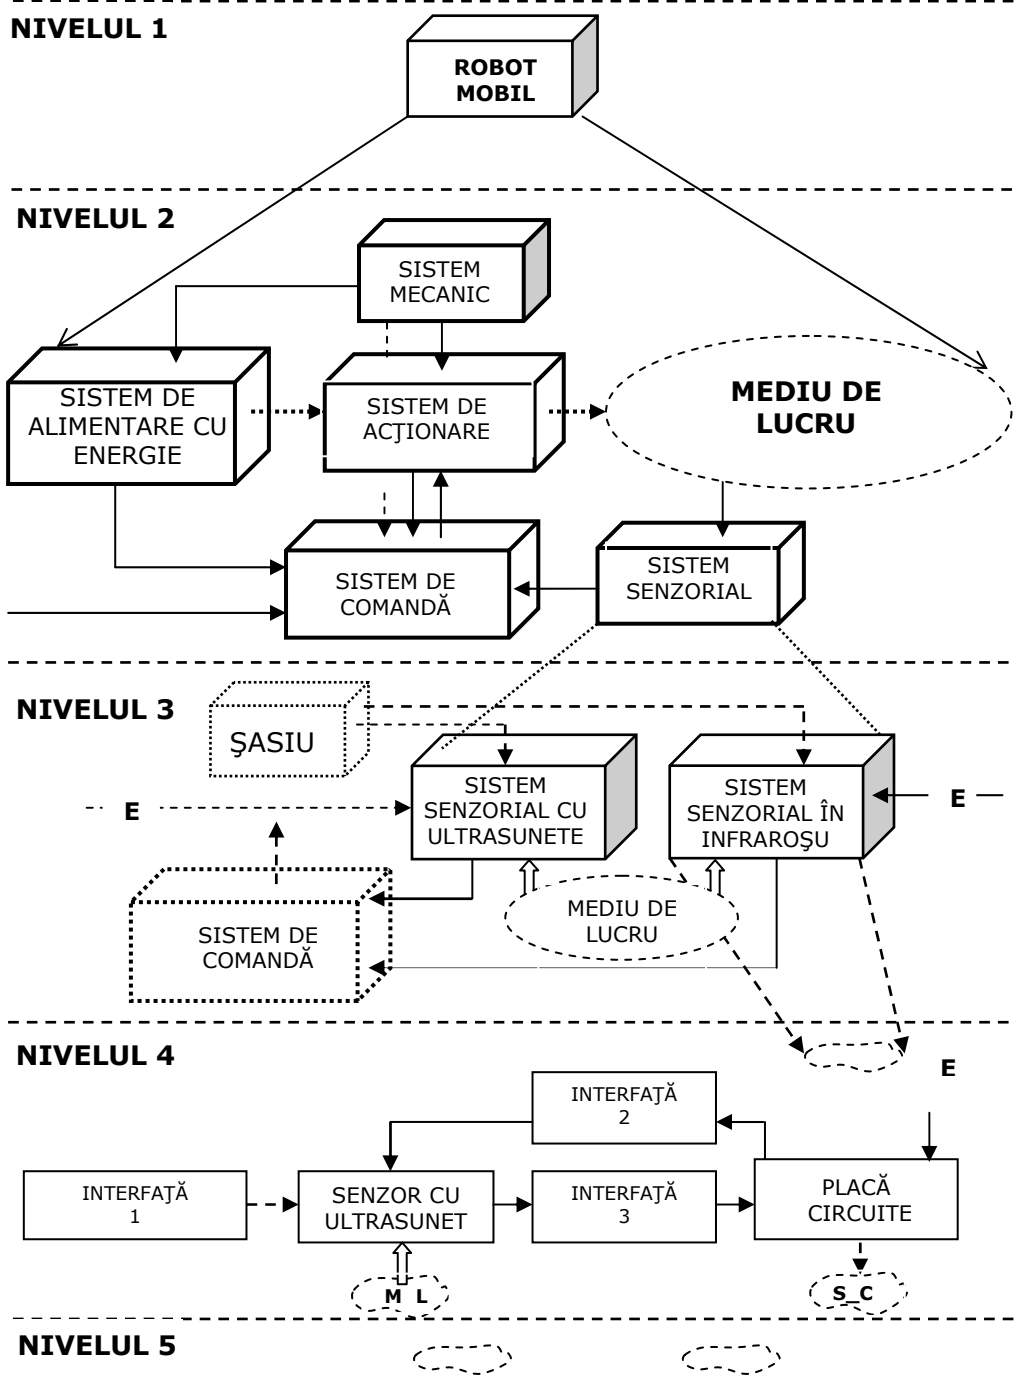 NIVELUL 1
ROBOT
MOBIL
NIVELUL 2
SISTEM
MECANIC
SISTEM DE
ALIMENTARE CU
ENERGIE
SISTEM DE
ACŢIONARE
MEDIU DE
LUCRU
SISTEM DE
COMANDĂ
SISTEM
SENZORIAL
NIVELUL 3
ŞASIU
E
SISTEM
SENZORIAL CU
ULTRASUNETE
SISTEM
SENZORIAL ÎN
INFRAROŞU
E
SISTEM DE
COMANDĂ
MEDIU DE
LUCRU
NIVELUL 4
E
INTERFAŢĂ
2
INTERFAŢĂ
1
SENZOR CU
ULTRASUNET
INTERFAŢĂ
3
PLACĂ
CIRCUITE
M L
S_C
NIVELUL 5